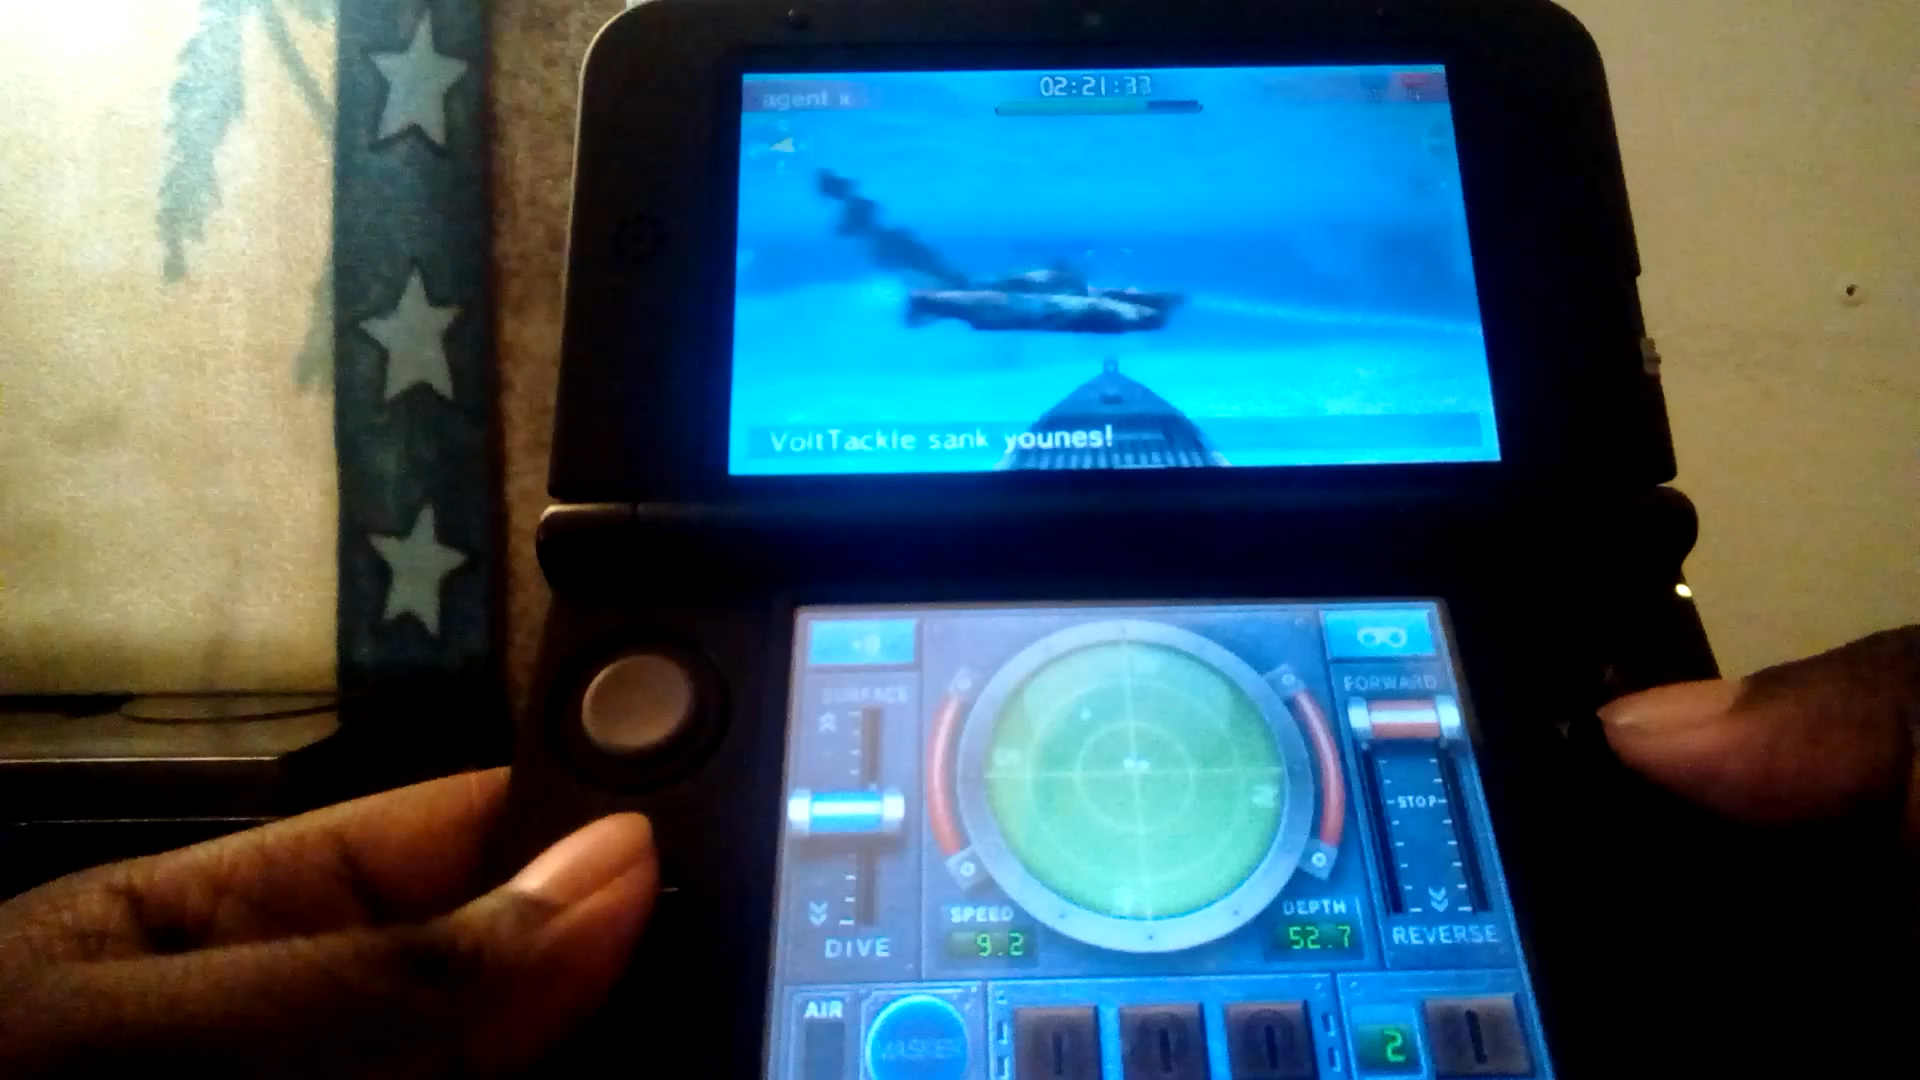 02:21:33
agent x
VoltTackle sank younes!
SURFACE
FORWARD
STOP
SPEED
9.2
DEPTH
52.7
DIVE
REVERSE
AIR
MASKER
2